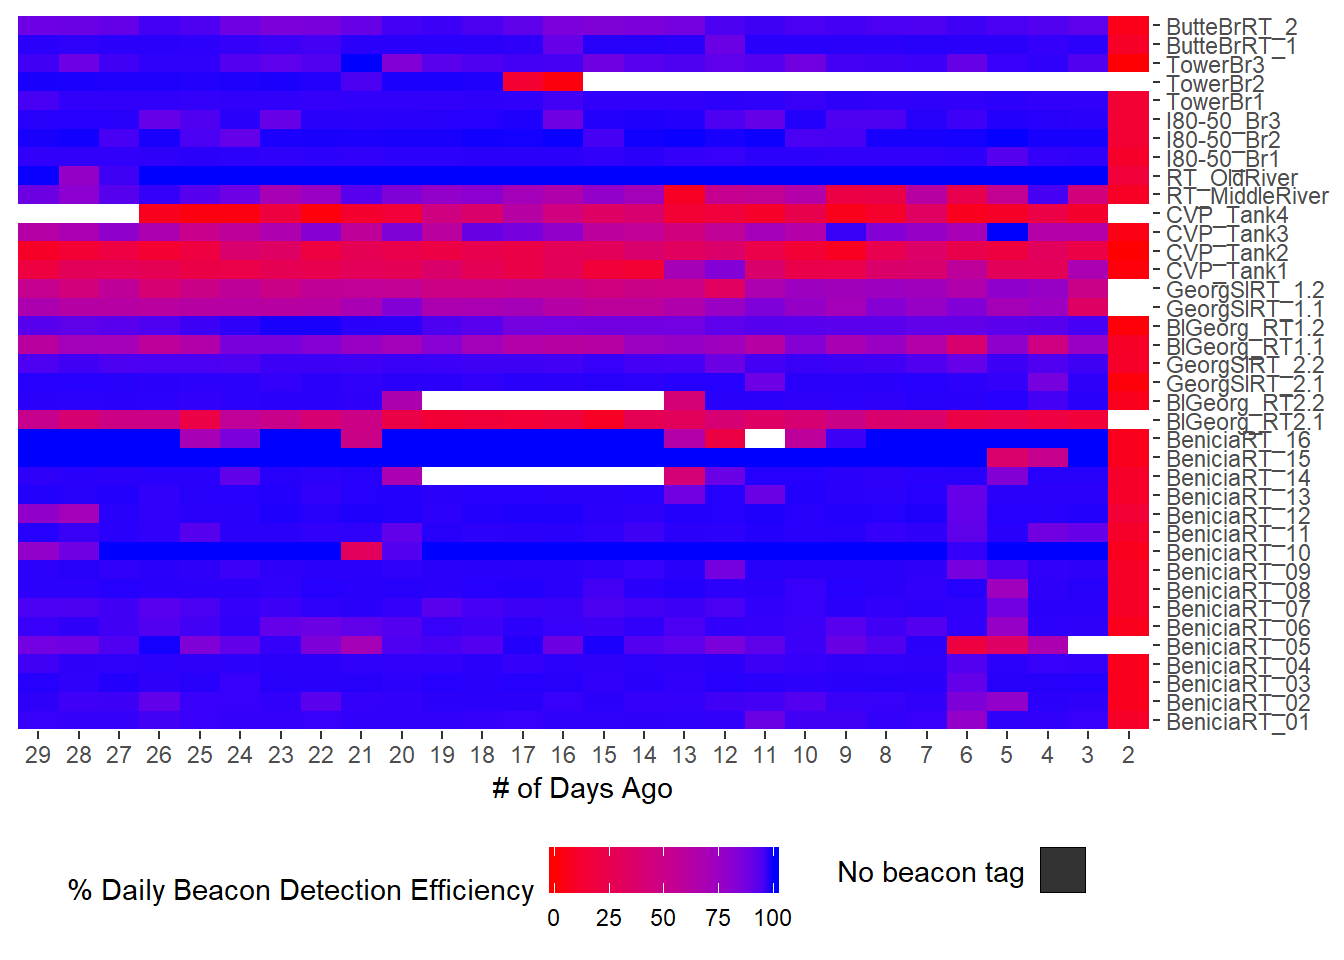 ButteBrRT_2
ButteBrRT_1
TowerBr3
TowerBr2
TowerBr1
I80-50_Br3
I80-50_Br2
I80-50_Br1
RT_OldRiver
RT_MiddleRiver
CVP_Tank4
CVP_Tank3
CVP_Tank2
CVP_Tank1
GeorgSlRT_1.2
GeorgSlRT_1.1
BlGeorg_RT1.2
BlGeorg_RT1.1
GeorgSlRT_2.2
GeorgSlRT_2.1
BlGeorg_RT2.2
BlGeorg_RT2.1
BeniciaRT_16
BeniciaRT_15
BeniciaRT_14
BeniciaRT_13
BeniciaRT_12
BeniciaRT_11
BeniciaRT_10
BeniciaRT_09
BeniciaRT_08
BeniciaRT_07
BeniciaRT_06
BeniciaRT_05
BeniciaRT_04
BeniciaRT_03
BeniciaRT_02
BeniciaRT_01
29 28 27 26 25 24 23 22 21 20 19 18 17 16 15 14 13 12 11 10 9 8 7 6 5 4 3 2
# of Days Ago
% Daily Beacon Detection Efficiency
0 25 50 75 100
No beacon tag